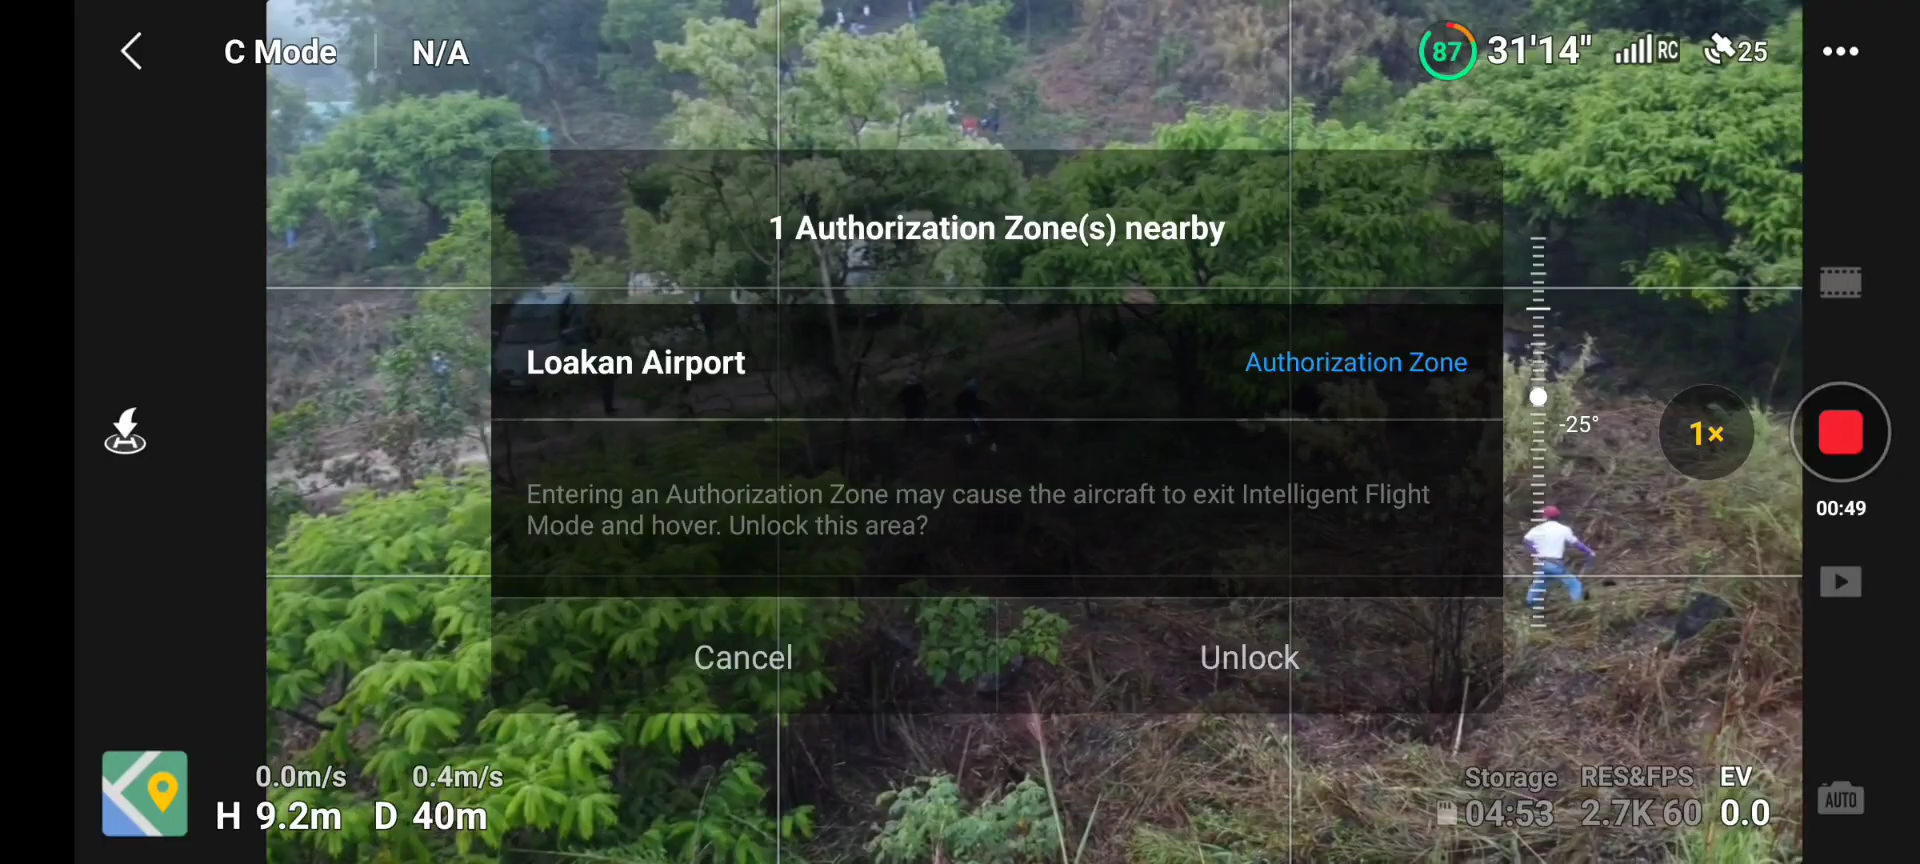 C Mode
N/A
87
31'14"
RC
25
1 Authorization Zone(s) nearby
Loakan Airport
Authorization Zone
Entering an Authorization Zone may cause the aircraft to exit Intelligent Flight
Mode and hover. Unlock this area?
Cancel
Unlock
-25°
1×
00:49
0.0m/s
0.4m/s
H 9.2m
D 40m
Storage
RES&FPS
EV
04:53
2.7K 60
0.0
AUTO